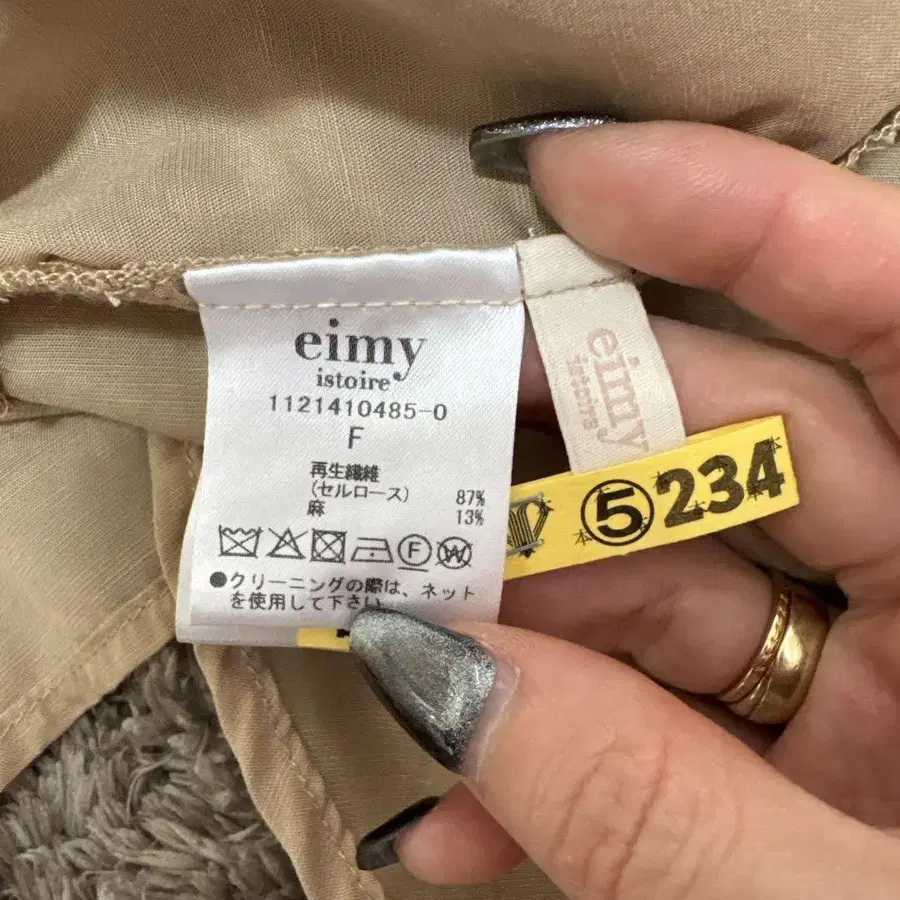 eimy
istoire
1121410485-0
F
再生繊維
(セルロース) 87%
麻 13%
F
W
●クリーニングの際は、ネット
を使用して下さい
eimy
istoire
⑤234